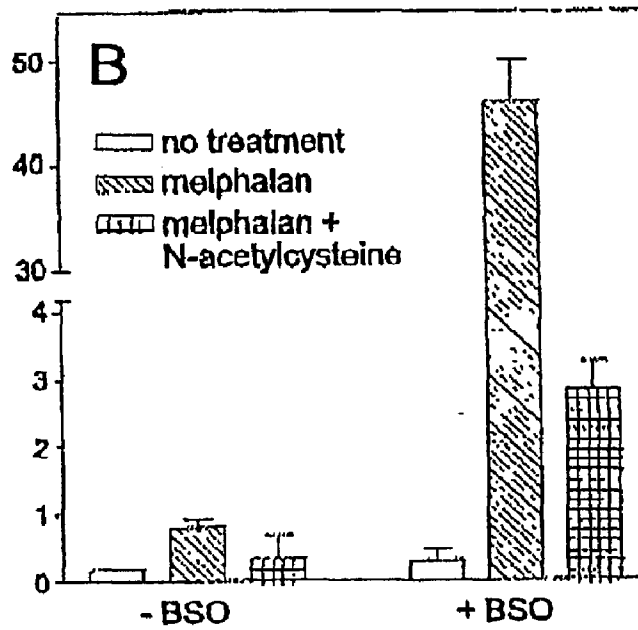 B
50
40
30
4
3
2
1
0
no treatment
melphalan
melphalan +
N-acetylcysteine
- BSO
+ BSO